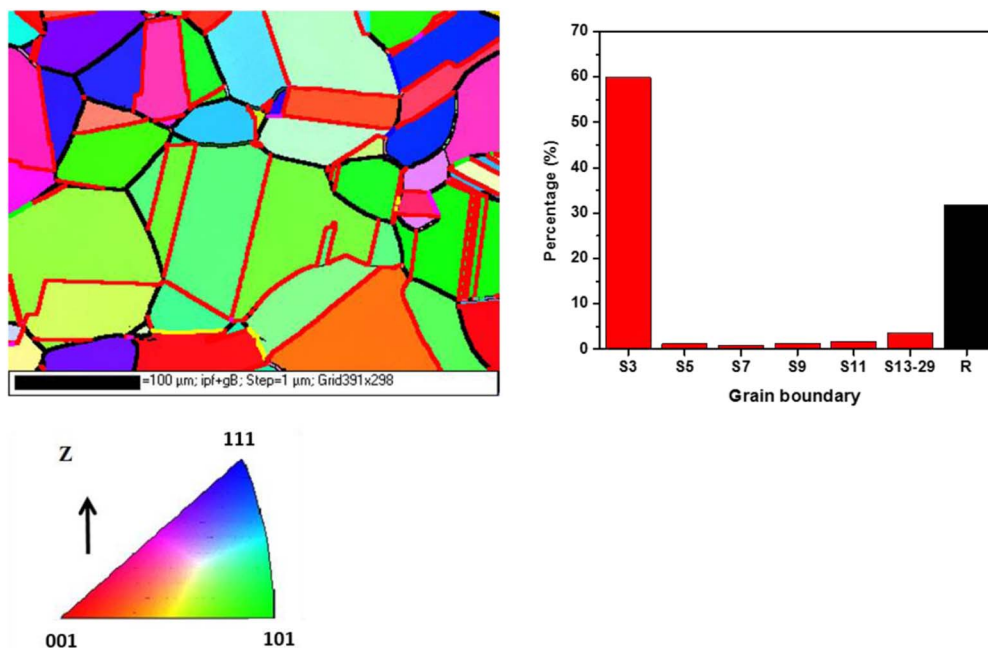 =100 µm; ipf+gB; Step=1 µm; Grid391x298
Z
111
001
101
Percentage (%)
70
60
50
40
30
20
10
0
S3 S5 S7 S9 S11 S13-29 R
Grain boundary